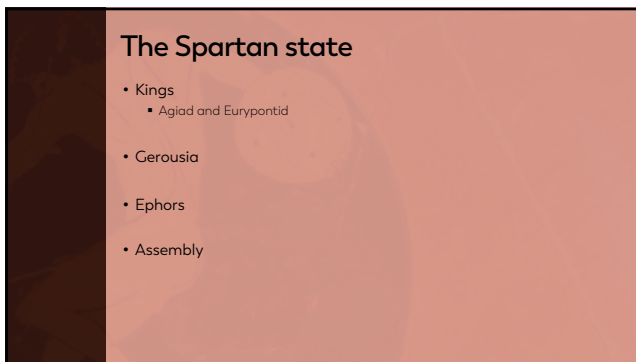 The Spartan state
• Kings
▪ Agiad and Eurypontid
• Gerousia
• Ephors
• Assembly